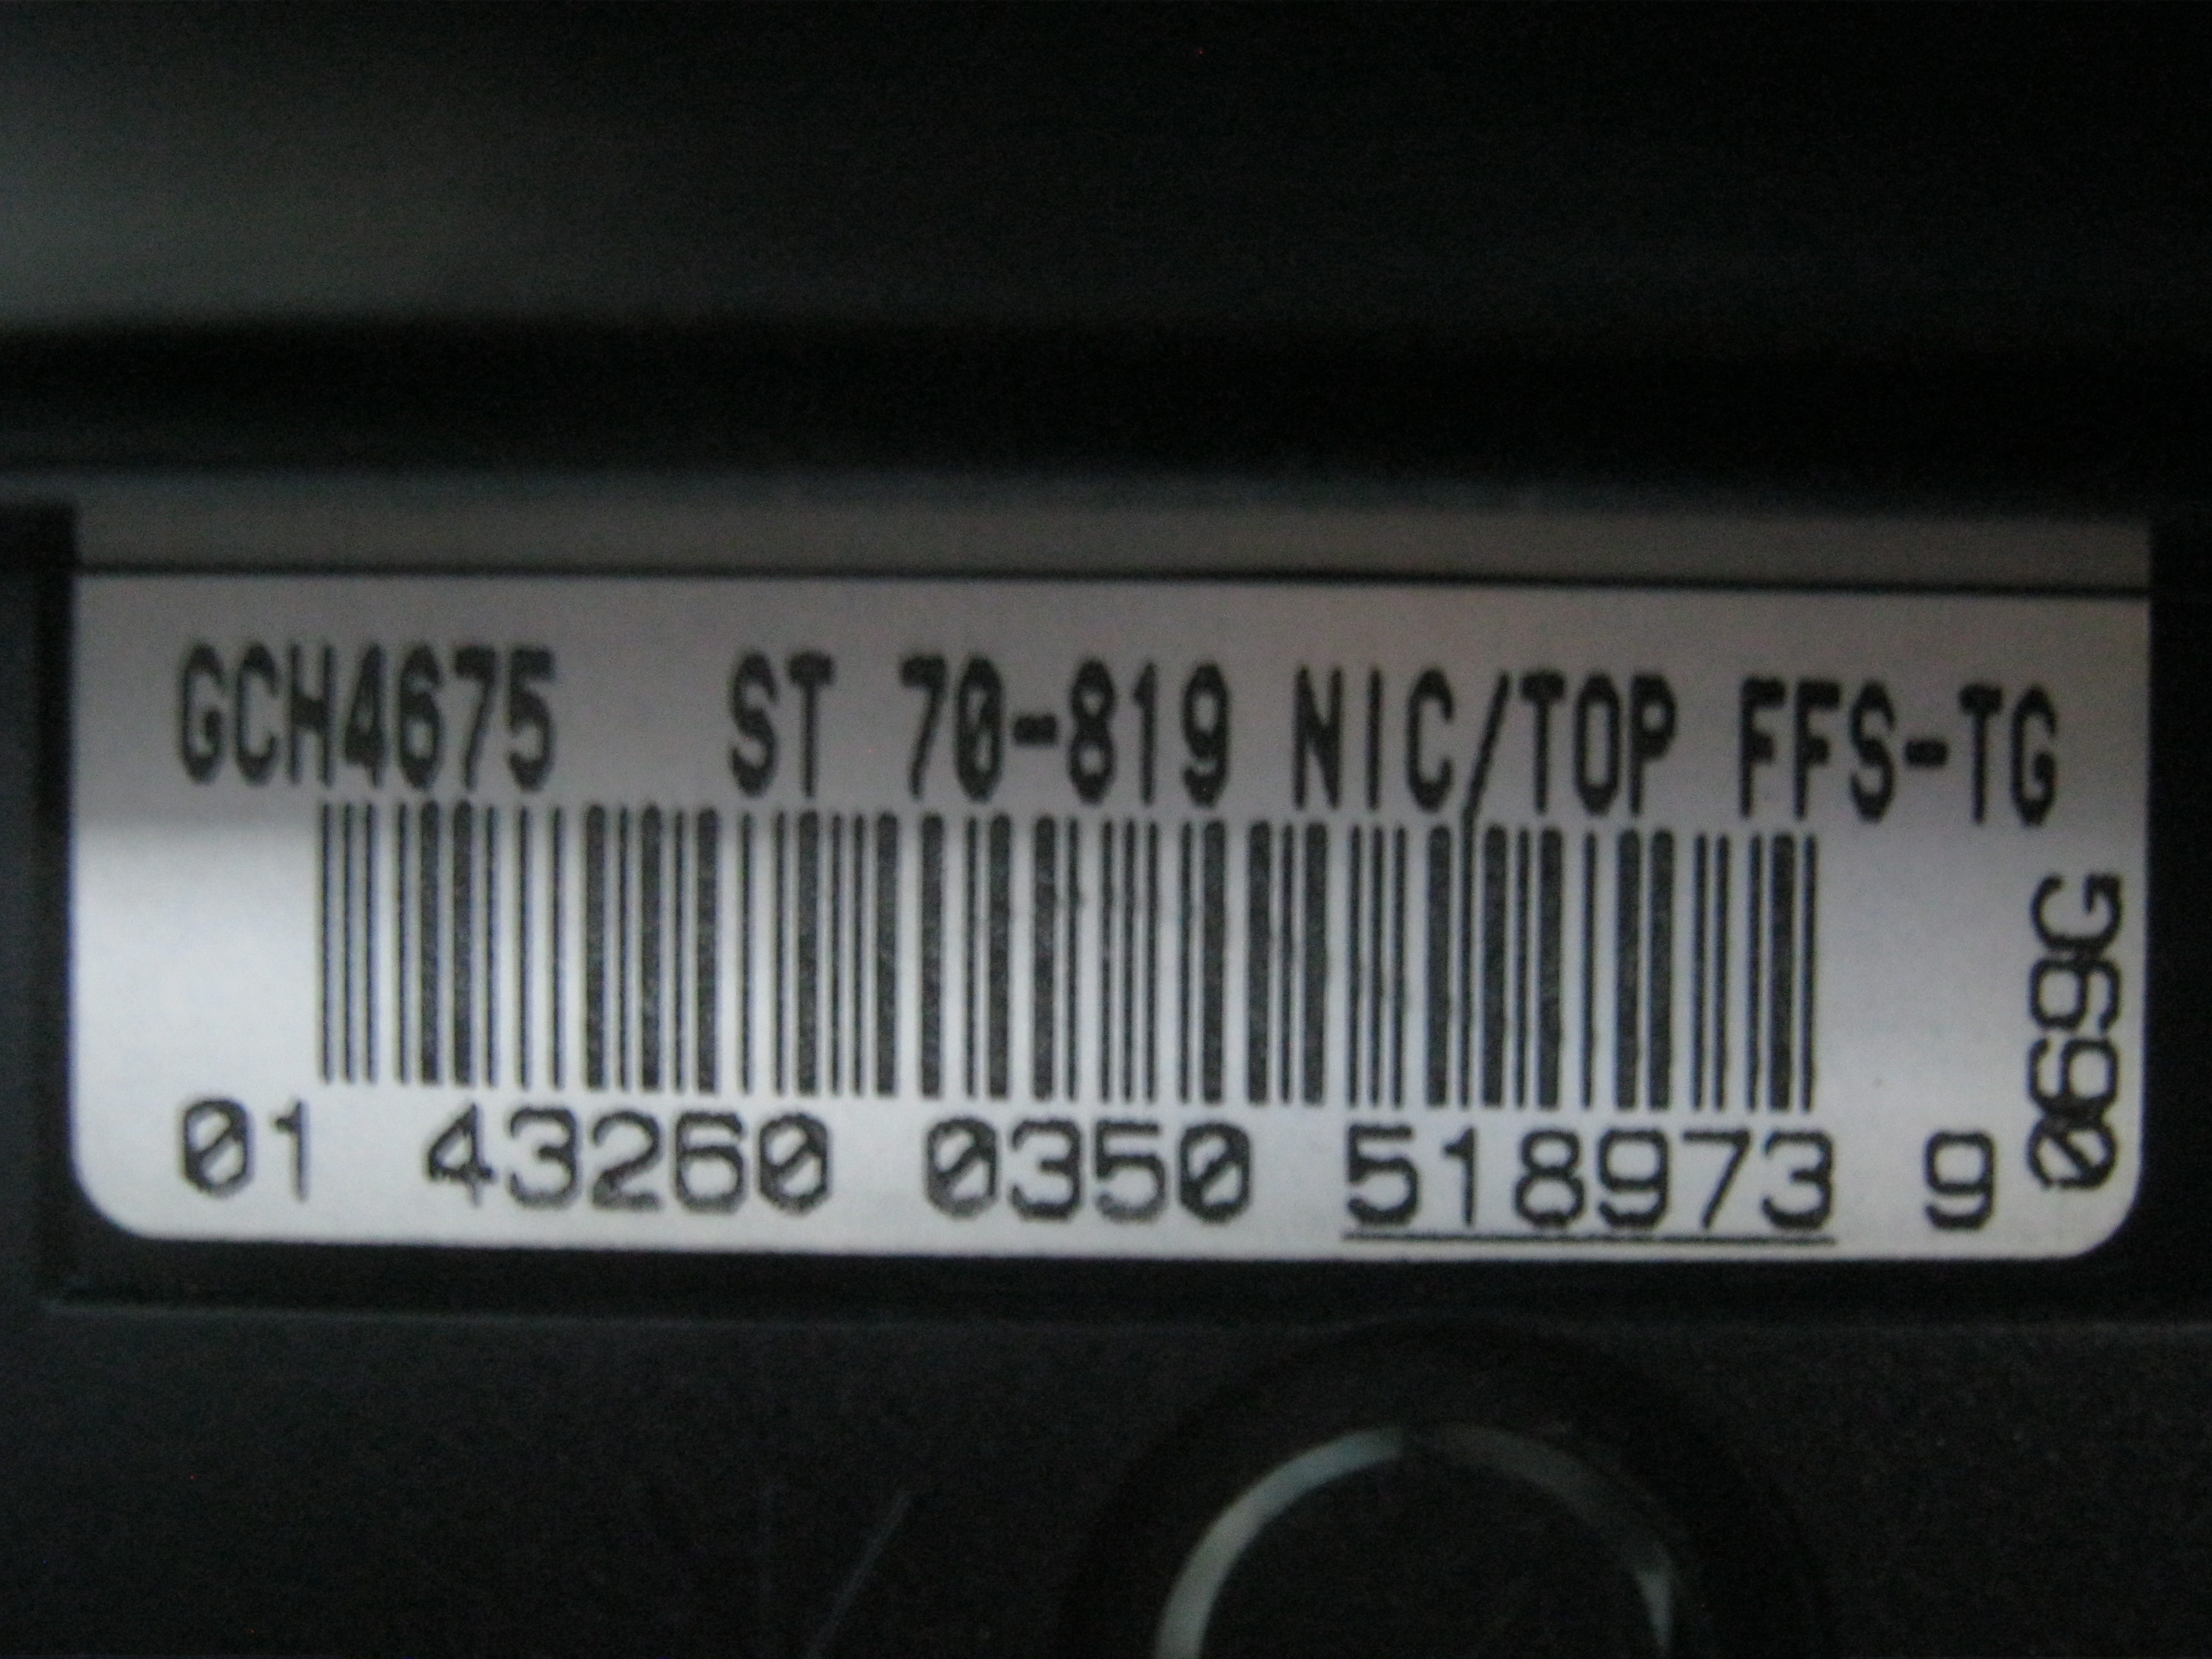 GCH4675 ST 70-819 NIC/TOP FFS-TG
01 43260 0350 518973 9
069G